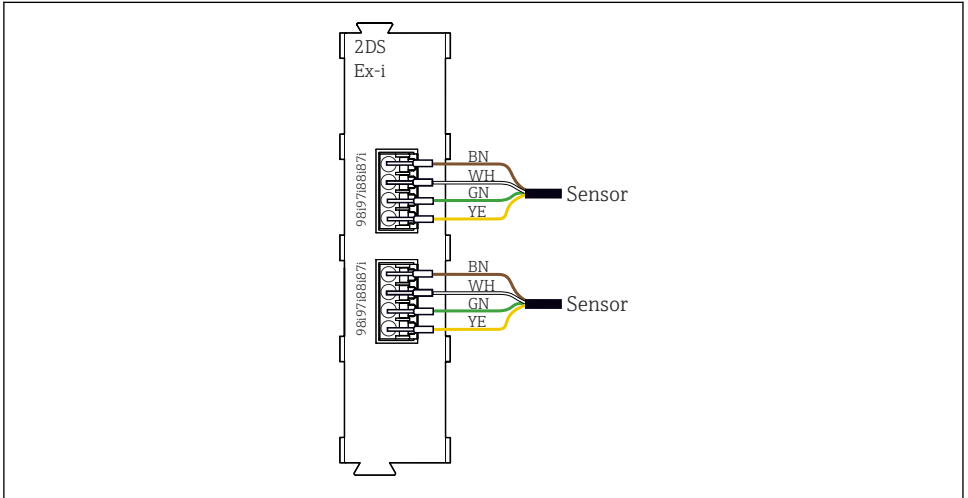 2DS
Ex-i
98i97i88i87i
BN
WH
GN
YE
Sensor
98i97i88i87i
BN
WH
GN
YE
Sensor